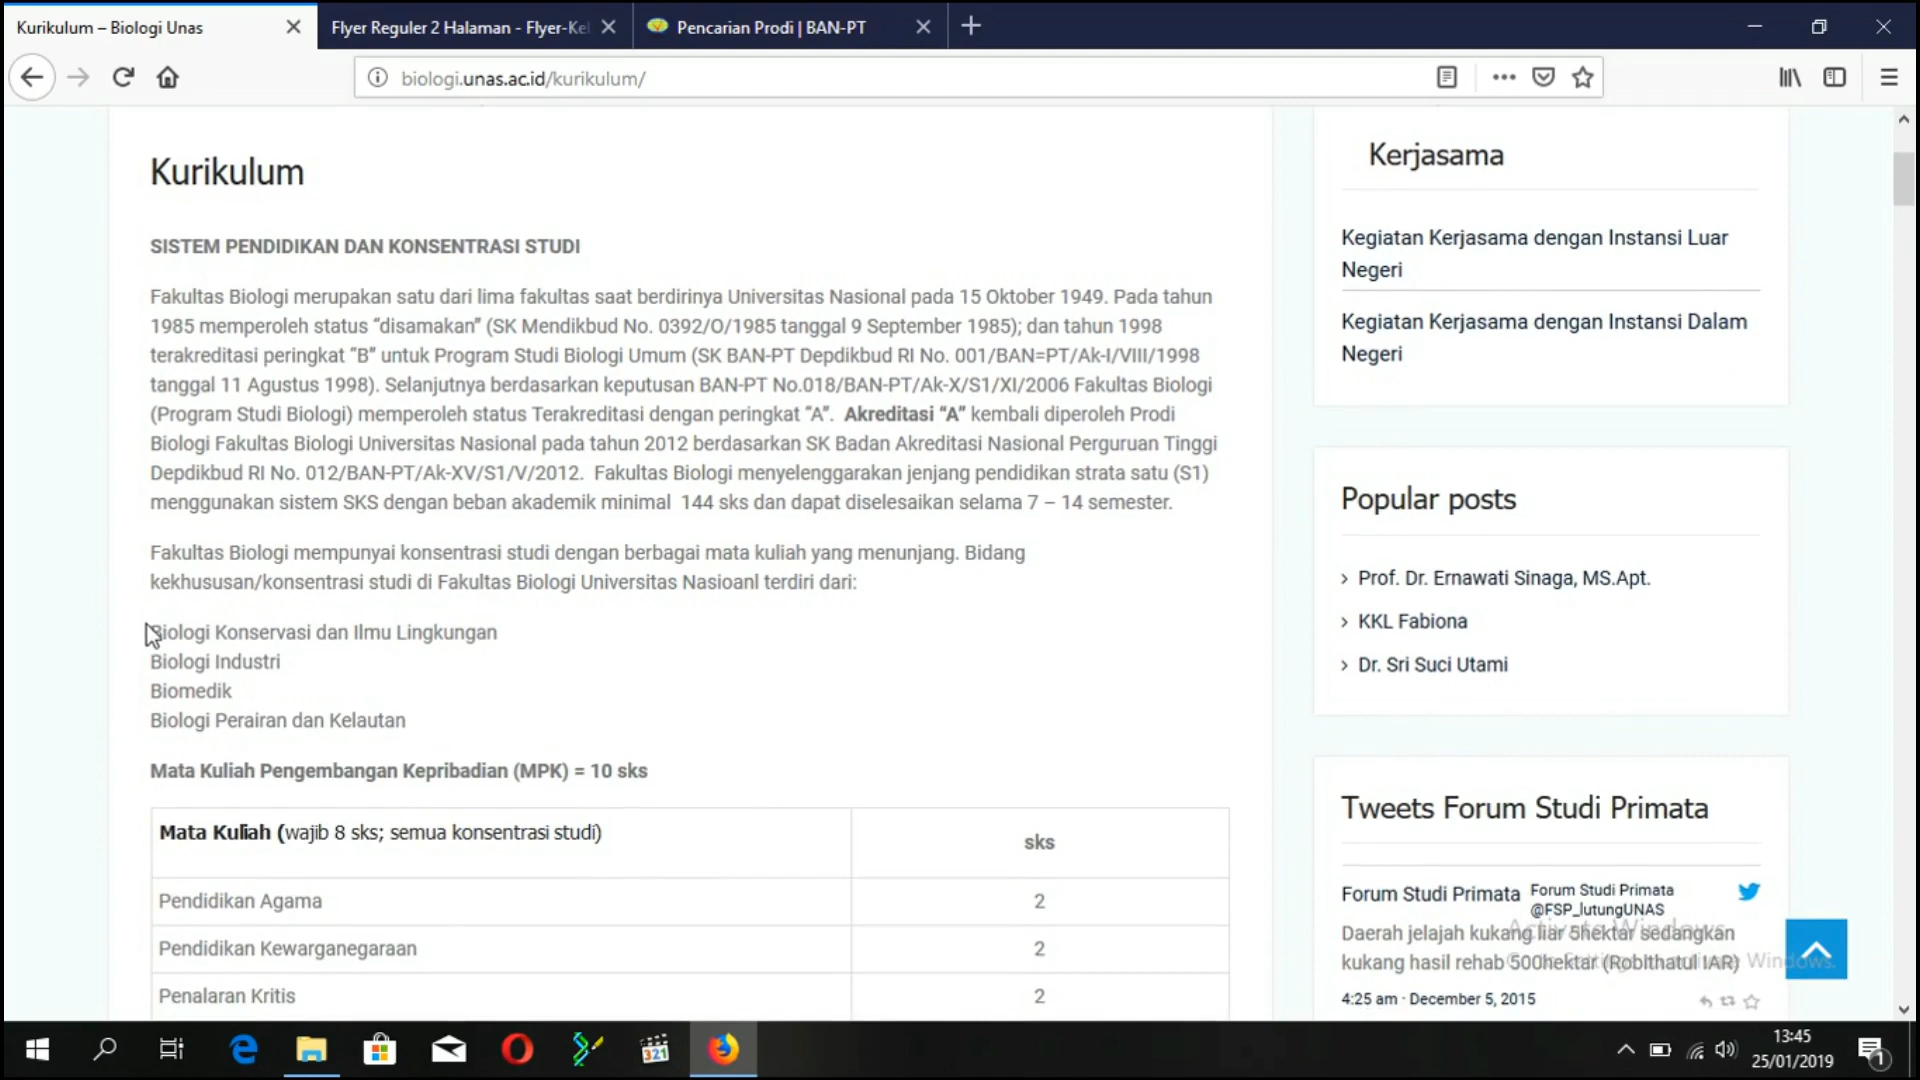 Kurikulum – Biologi Unas
Flyer Reguler 2 Halaman - Flyer-Kel
Pencarian Prodi | BAN-PT
biologi.unas.ac.id/kurikulum/
Kurikulum
SISTEM PENDIDIKAN DAN KONSENTRASI STUDI
Fakultas Biologi merupakan satu dari lima fakultas saat berdirinya Universitas Nasional pada 15 Oktober 1949. Pada tahun
1985 memperoleh status “disamakan” (SK Mendikbud No. 0392/O/1985 tanggal 9 September 1985); dan tahun 1998
terakreditasi peringkat “B” untuk Program Studi Biologi Umum (SK BAN-PT Depdikbud RI No. 001/BAN=PT/Ak-I/VIII/1998
tanggal 11 Agustus 1998). Selanjutnya berdasarkan keputusan BAN-PT No.018/BAN-PT/Ak-X/S1/XI/2006 Fakultas Biologi
(Program Studi Biologi) memperoleh status Terakreditasi dengan peringkat “A”. Akreditasi “A” kembali diperoleh Prodi
Biologi Fakultas Biologi Universitas Nasional pada tahun 2012 berdasarkan SK Badan Akreditasi Nasional Perguruan Tinggi
Depdikbud RI No. 012/BAN-PT/Ak-XV/S1/V/2012. Fakultas Biologi menyelenggarakan jenjang pendidikan strata satu (S1)
menggunakan sistem SKS dengan beban akademik minimal 144 sks dan dapat diselesaikan selama 7 – 14 semester.
Fakultas Biologi mempunyai konsentrasi studi dengan berbagai mata kuliah yang menunjang. Bidang
kekhususan/konsentrasi studi di Fakultas Biologi Universitas Nasioanl terdiri dari:
Biologi Konservasi dan Ilmu Lingkungan
Biologi Industri
Biomedik
Biologi Perairan dan Kelautan
Mata Kuliah Pengembangan Kepribadian (MPK) = 10 sks
Mata Kuliah (wajib 8 sks; semua konsentrasi studi) sks
Pendidikan Agama 2
Pendidikan Kewarganegaraan 2
Penalaran Kritis 2
Kerjasama
Kegiatan Kerjasama dengan Instansi Luar
Negeri
Kegiatan Kerjasama dengan Instansi Dalam
Negeri
Popular posts
Prof. Dr. Ernawati Sinaga, MS.Apt.
KKL Fabiona
Dr. Sri Suci Utami
Tweets Forum Studi Primata
Forum Studi Primata Forum Studi Primata
@FSP_lutungUNAS
Daerah jelajah kukang liar 5hektar sedangkan
kukang hasil rehab 500hektar (Robithatul IAR)
4:25 am · December 5, 2015
Activate Windows
Go to Settings to activate Windows.
321
13:45
25/01/2019
1